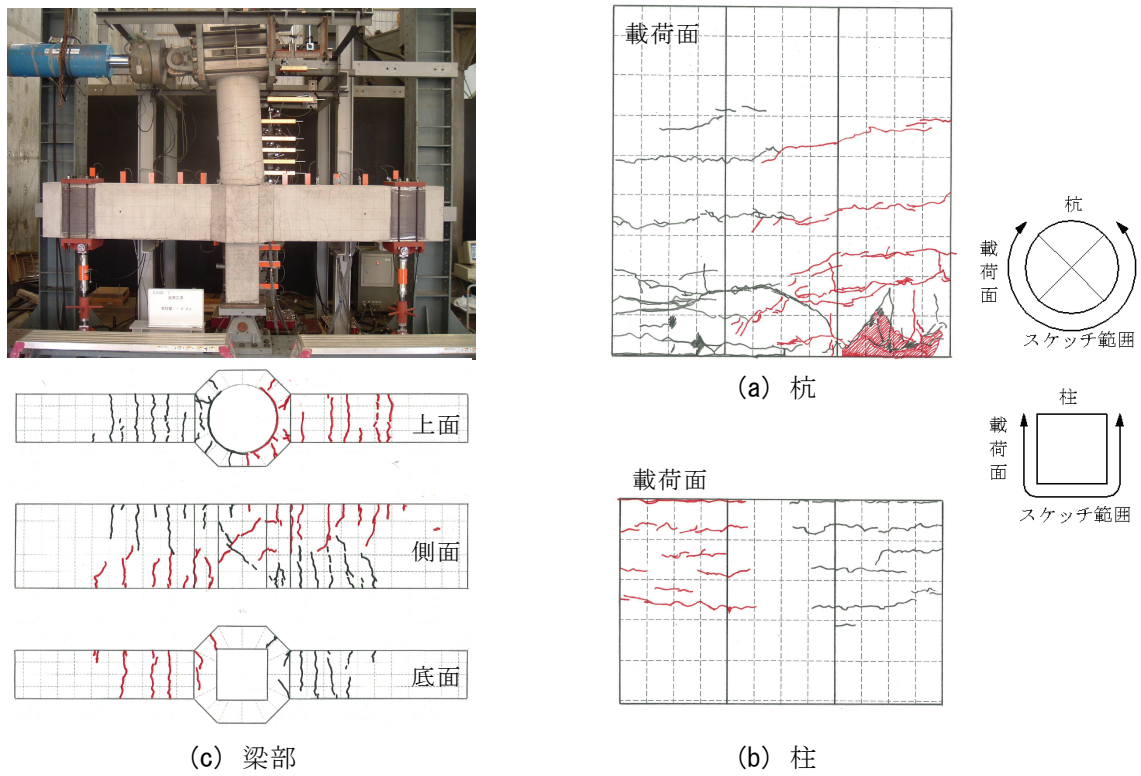 載荷面
(a) 杭
杭
載荷面
スケッチ範囲
上面
側面
底面
(c) 梁部
載荷面
(b) 柱
柱
載荷面
スケッチ範囲